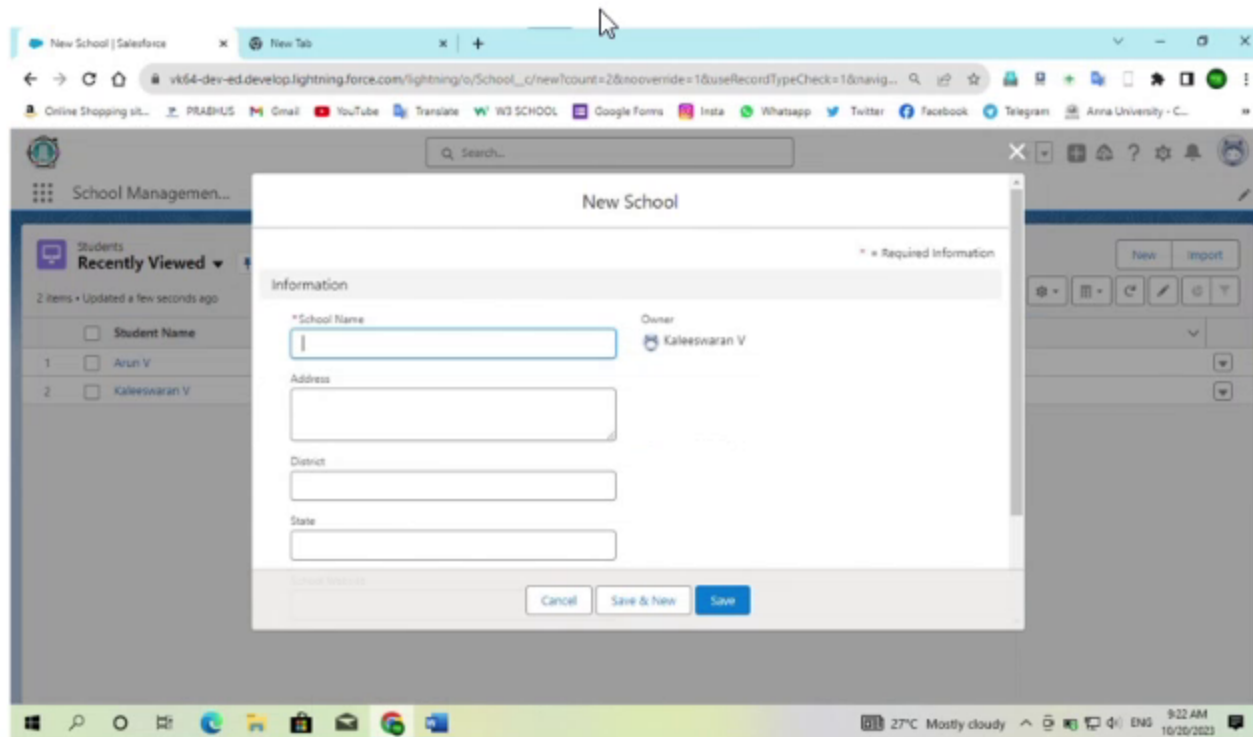 New School | Salesforce
New Tab
vk64-dev-ed.develop.lightning.force.com/lightning/o/School__c/new?count=2&nooverride=1&useRecordTypeCheck=1&navig...
Online Shopping sit... PRABHUS Gmail YouTube Translate W3 SCHOOL Google Forms Insta Whatsapp Twitter Facebook Telegram Anna University - C... »
Search...
School Managemen...
New School
Students
Recently Viewed
New Import
* = Required Information
2 items • Updated a few seconds ago
Information
*School Name
Owner
Kaleeswaran V
Student Name
1 Arun V
2 Kaleeswaran V
Address
District
State
Cancel Save & New Save
27°C Mostly cloudy ENG 9:22 AM
10/20/2023